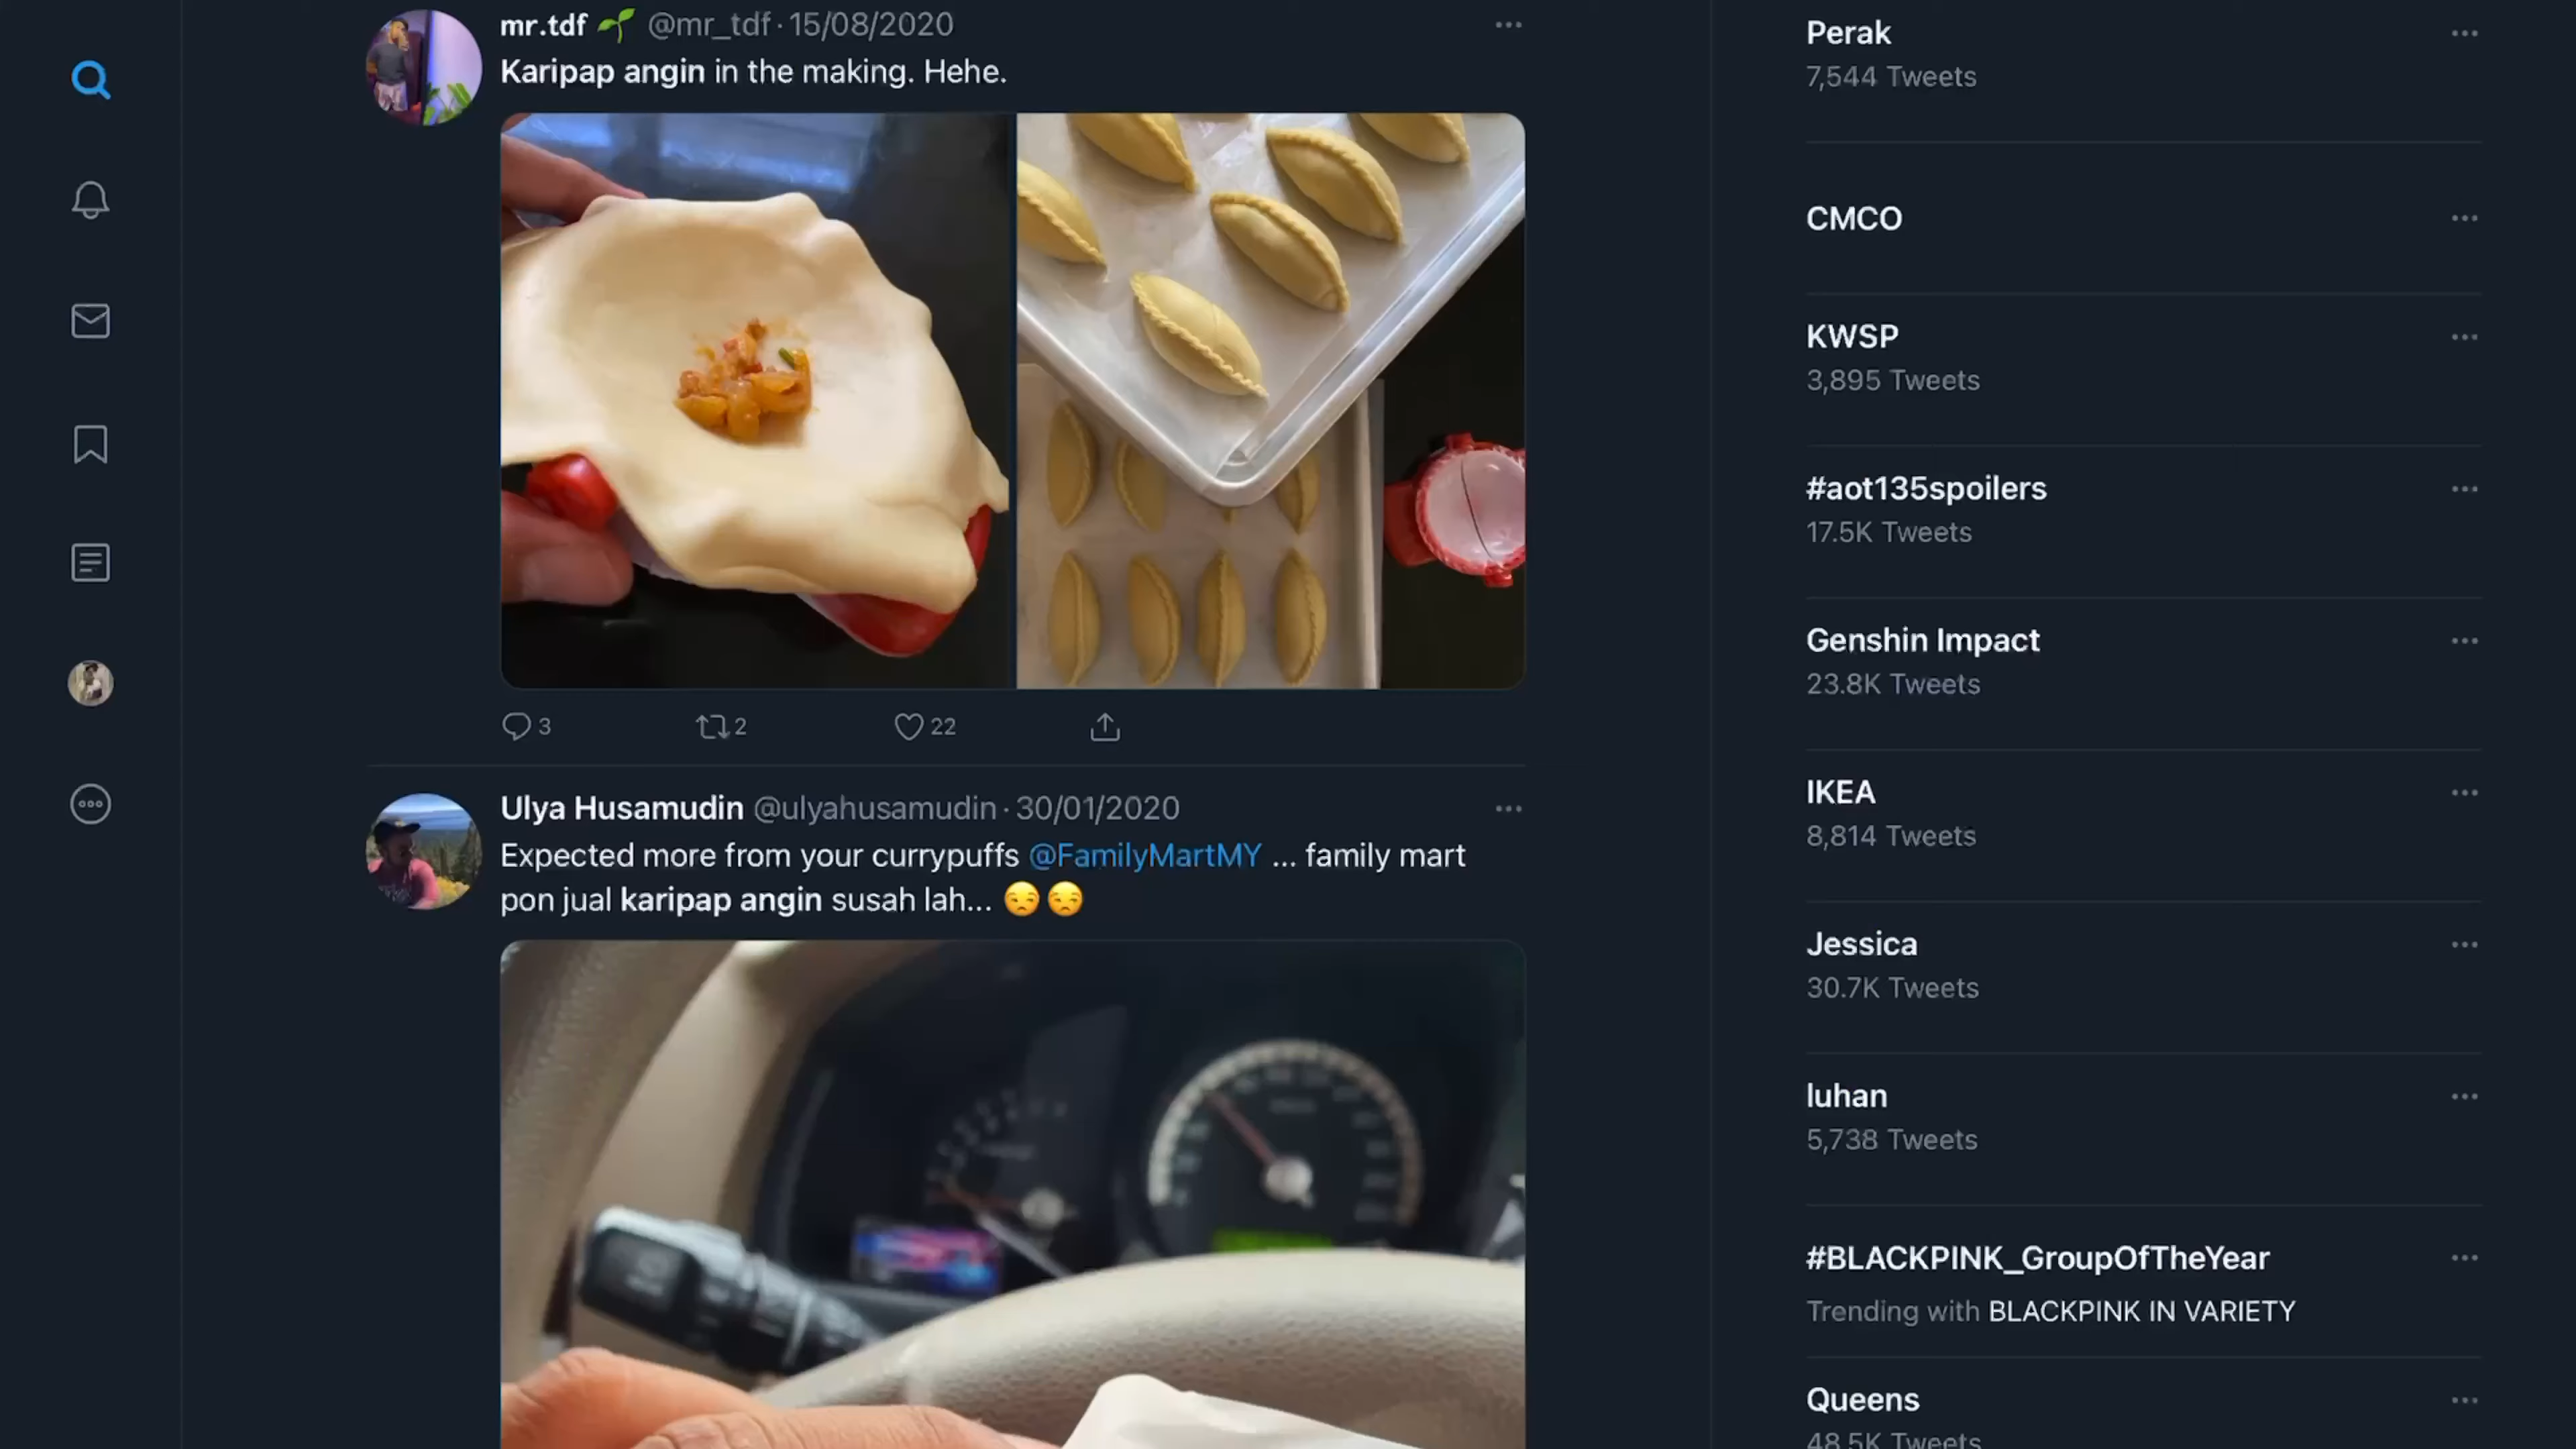 mr.tdf 🌱 @mr_tdf · 15/08/2020
Karipap angin in the making. Hehe.
3 2 22
Ulya Husamudin @ulyahusamudin · 30/01/2020
Expected more from your currypuffs @FamilyMartMY ... family mart
pon jual karipap angin susah lah... 😒😒
Perak
7,544 Tweets
CMCO
KWSP
3,895 Tweets
#aot135spoilers
17.5K Tweets
Genshin Impact
23.8K Tweets
IKEA
8,814 Tweets
Jessica
30.7K Tweets
luhan
5,738 Tweets
#BLACKPINK_GroupOfTheYear
Trending with BLACKPINK IN VARIETY
Queens
48.5K Tweets